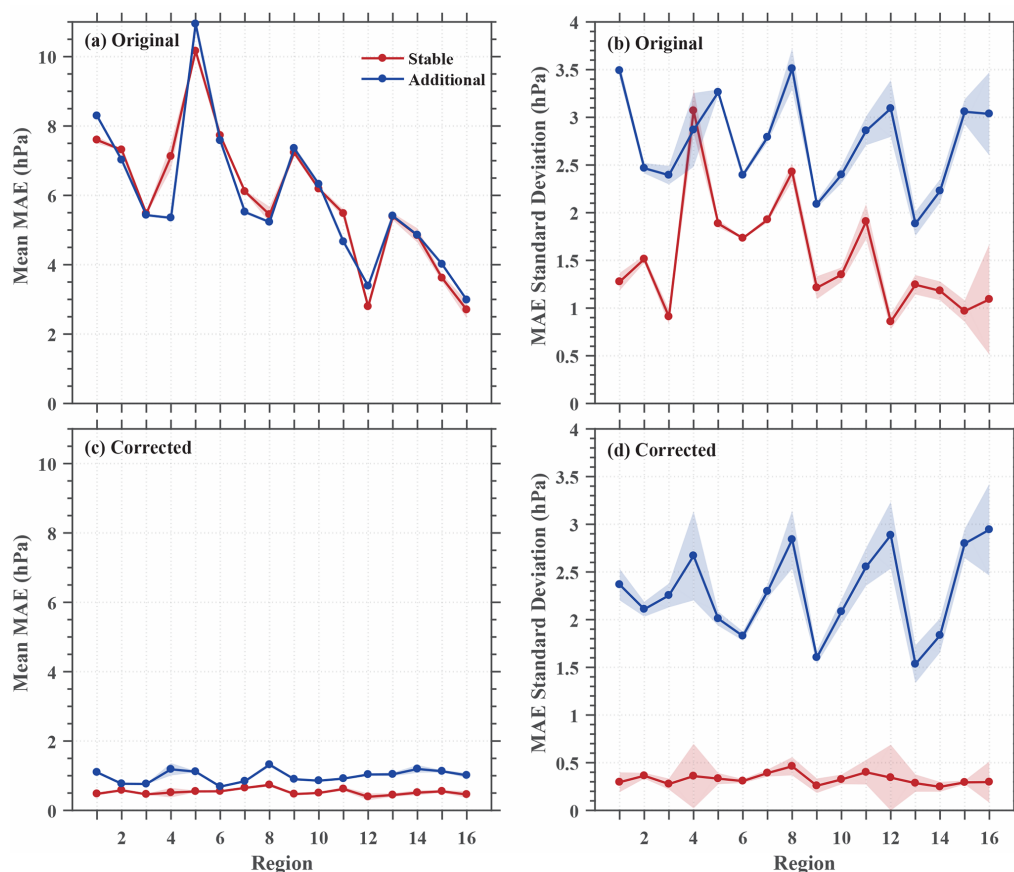 (a) Original
Stable
Additional
Mean MAE (hPa)
10
8
6
4
2
0
(b) Original
MAE Standard Deviation (hPa)
4
3.5
3
2.5
2
1.5
1
0.5
0
(c) Corrected
Mean MAE (hPa)
10
8
6
4
2
0
2 4 6 8 10 12 14 16
Region
(d) Corrected
MAE Standard Deviation (hPa)
4
3.5
3
2.5
2
1.5
1
0.5
0
2 4 6 8 10 12 14 16
Region